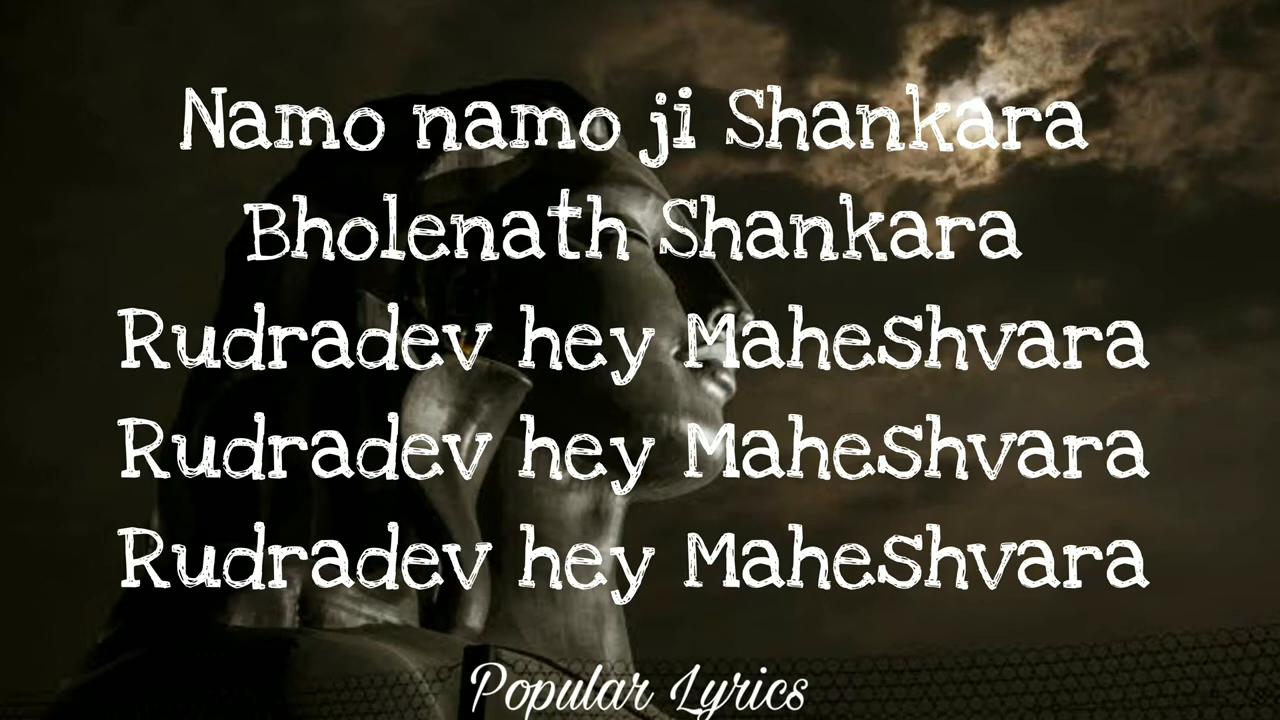 Namo namo ji Shankara
Bholenath Shankara
Rudradev hey Maheshvara
Rudradev hey Maheshvara
Rudradev hey Maheshvara
Popular Lyrics